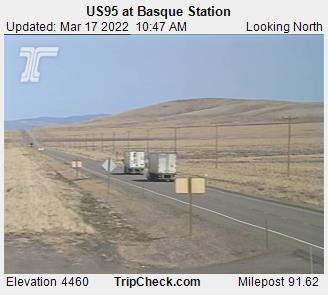 US95 at Basque Station
Updated: Mar 17 2022 10:47 AM Looking North
Elevation 4460 TripCheck.com Milepost 91.62